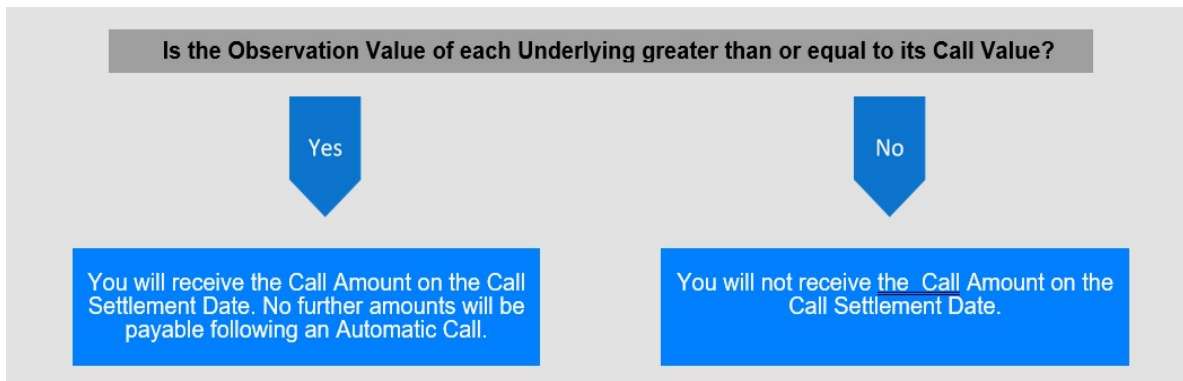 Is the Observation Value of each Underlying greater than or equal to its Call Value?
Yes
No
You will receive the Call Amount on the Call
Settlement Date. No further amounts will be
payable following an Automatic Call.
You will not receive the  Call Amount on the
Call Settlement Date.